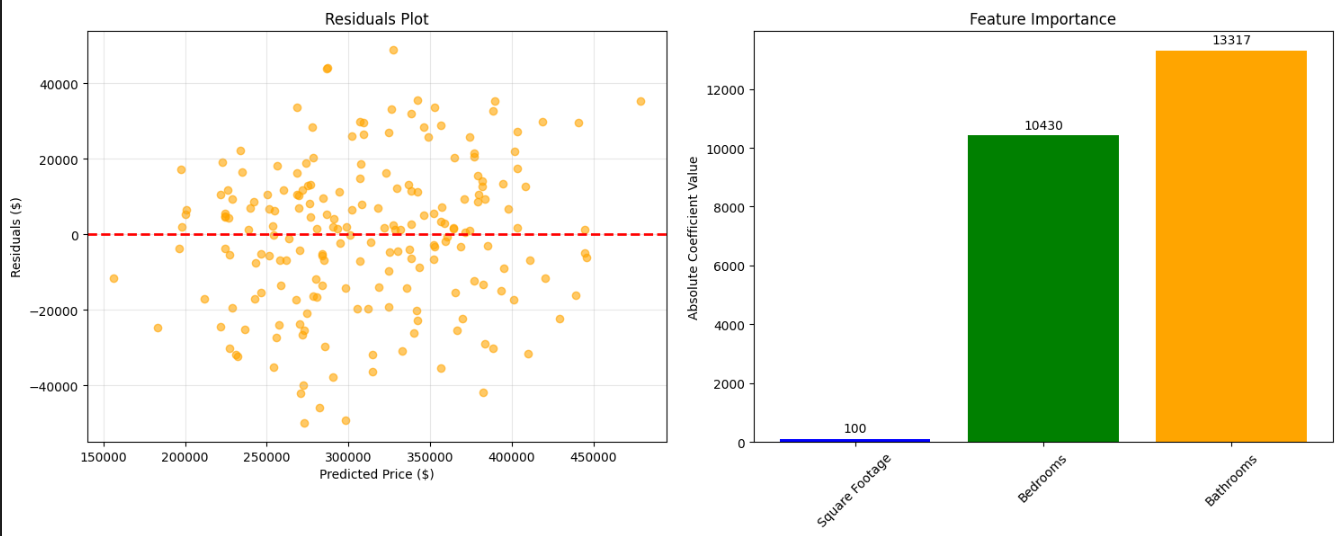 Residuals Plot
Residuals ($)
40000
20000
0
−20000
−40000
150000 200000 250000 300000 350000 400000 450000
Predicted Price ($)
Feature Importance
Absolute Coefficient Value
12000
10000
8000
6000
4000
2000
0
100
10430
13317
Square Footage
Bedrooms
Bathrooms